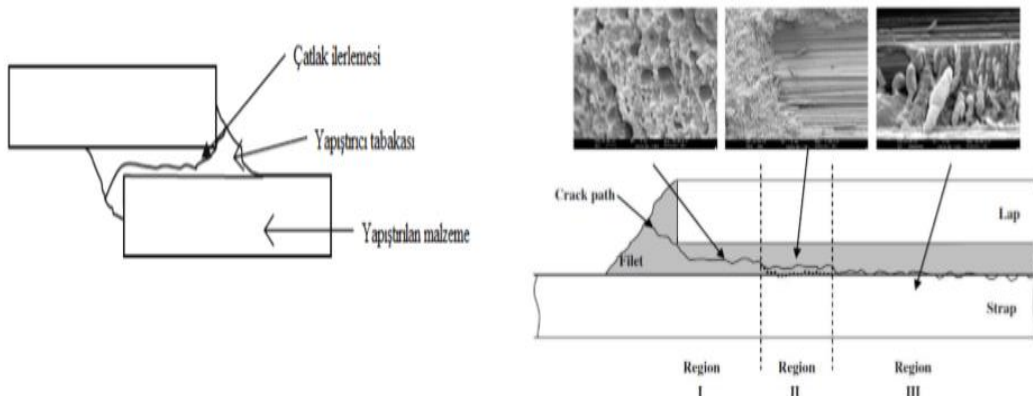 Çatlak ilerlemesi
Yapıştırıcı tabakası
Yapıştırılan malzeme
Crack path
Lap
Filet
Strap
Region
I
Region
II
Region
III